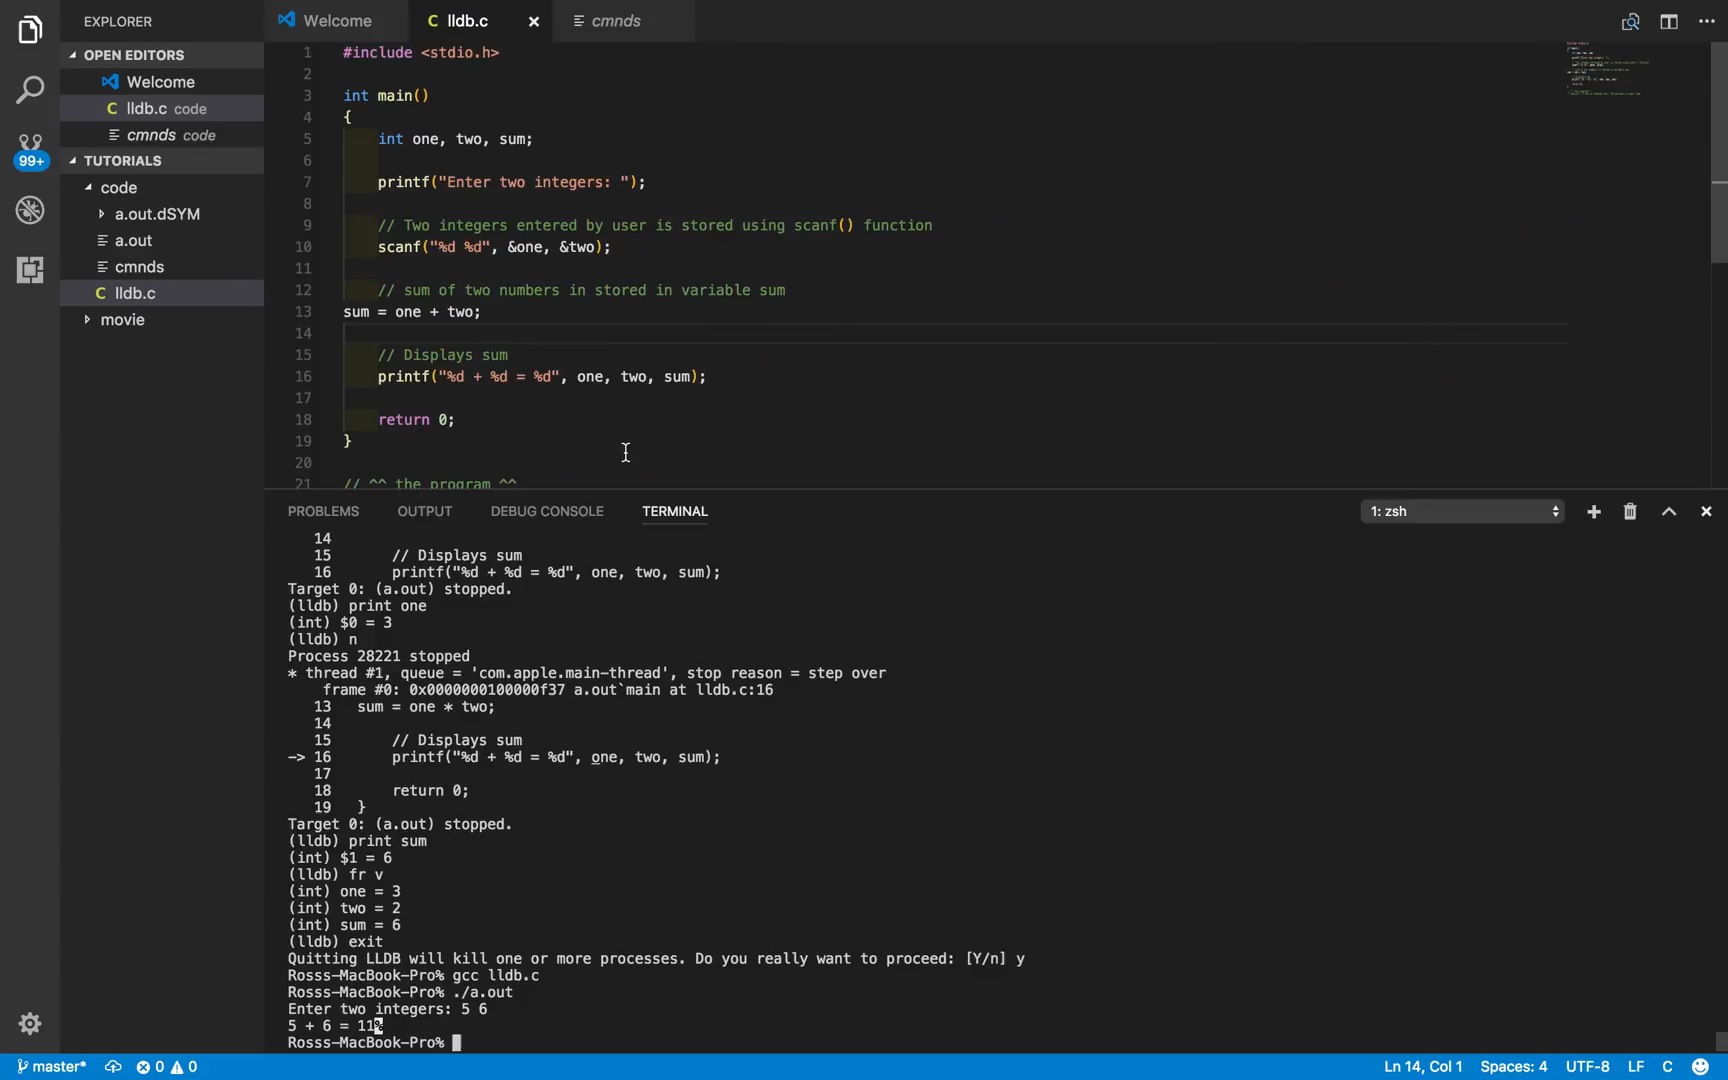 EXPLORER
Welcome
lldb.c
cmnds
OPEN EDITORS
Welcome
lldb.c code
cmnds code
99+
TUTORIALS
code
a.out.dSYM
a.out
cmnds
lldb.c
movie
1 #include <stdio.h>
2
3 int main()
4 {
5 int one, two, sum;
6
7 printf("Enter two integers: ");
8
9 // Two integers entered by user is stored using scanf() function
10 scanf("%d %d", &one, &two);
11
12 // sum of two numbers in stored in variable sum
13 sum = one + two;
14
15 // Displays sum
16 printf("%d + %d = %d", one, two, sum);
17
18 return 0;
19 }
20
21 // ^^ the program ^^
PROBLEMS OUTPUT DEBUG CONSOLE TERMINAL
1: zsh
14
15 // Displays sum
16 printf("%d + %d = %d", one, two, sum);
Target 0: (a.out) stopped.
(lldb) print one
(int) $0 = 3
(lldb) n
Process 28221 stopped
* thread #1, queue = 'com.apple.main-thread', stop reason = step over
frame #0: 0x0000000100000f37 a.out`main at lldb.c:16
13 sum = one * two;
14
15 // Displays sum
-> 16 printf("%d + %d = %d", one, two, sum);
17
18 return 0;
19 }
Target 0: (a.out) stopped.
(lldb) print sum
(int) $1 = 6
(lldb) fr v
(int) one = 3
(int) two = 2
(int) sum = 6
(lldb) exit
Quitting LLDB will kill one or more processes. Do you really want to proceed: [Y/n] y
Rosss-MacBook-Pro% gcc lldb.c
Rosss-MacBook-Pro% ./a.out
Enter two integers: 5 6
5 + 6 = 11%
Rosss-MacBook-Pro%
master* 0 0
Ln 14, Col 1 Spaces: 4 UTF-8 LF C